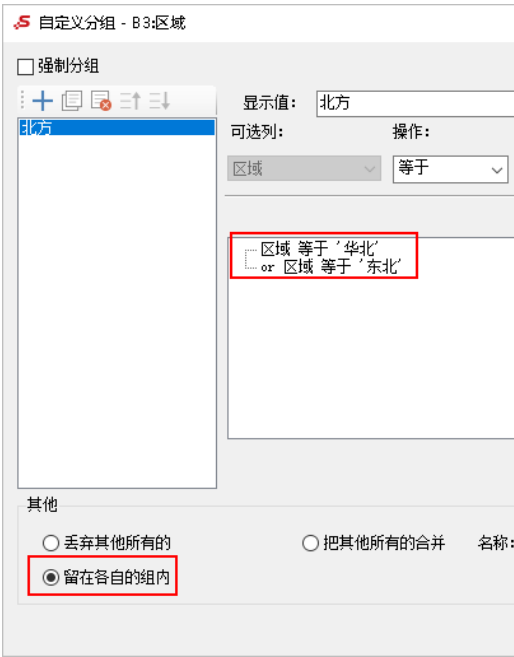 自定义分组 - B3:区域
强制分组
显示值： 北方
北方
可选列： 操作：
区域 等于
区域 等于 '华北'
or 区域 等于 '东北'
其他
丢弃其他所有的 把其他所有的合并 名称：
留在各自的组内